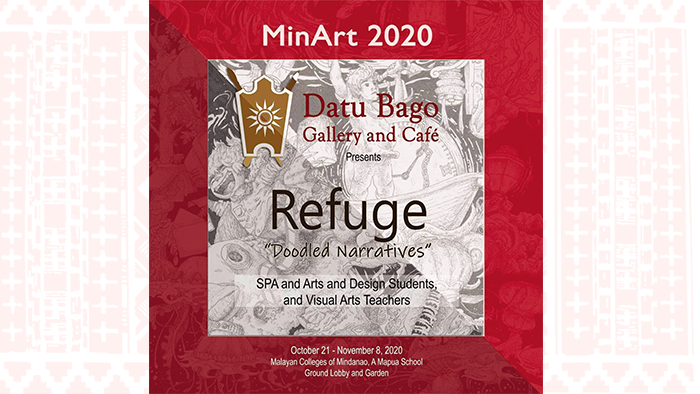 MinArt 2020
Datu Bago
Gallery and Café
Presents
Refuge
"Doodled Narratives"
SPA and Arts and Design Students,
and Visual Arts Teachers
October 21 - November 8, 2020
Malayan Colleges of Mindanao, A Mapua School
Ground Lobby and Garden